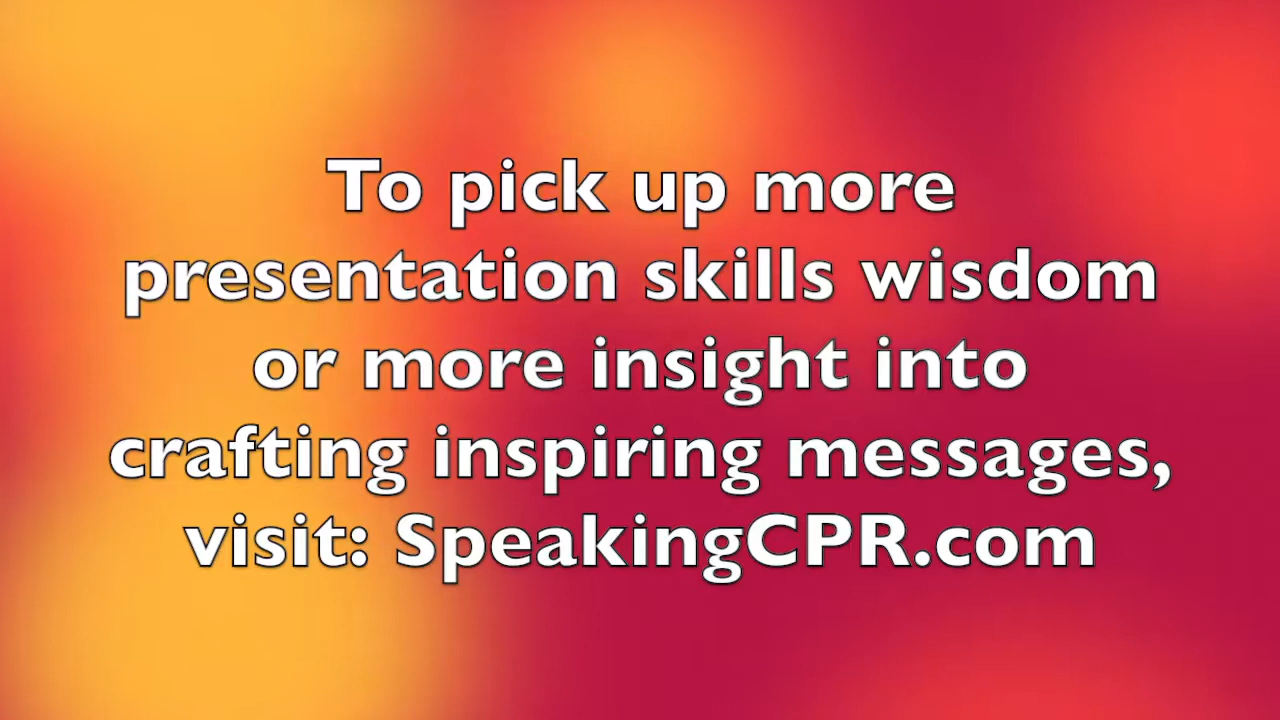 To pick up more
presentation skills wisdom
or more insight into
crafting inspiring messages,
visit: SpeakingCPR.com